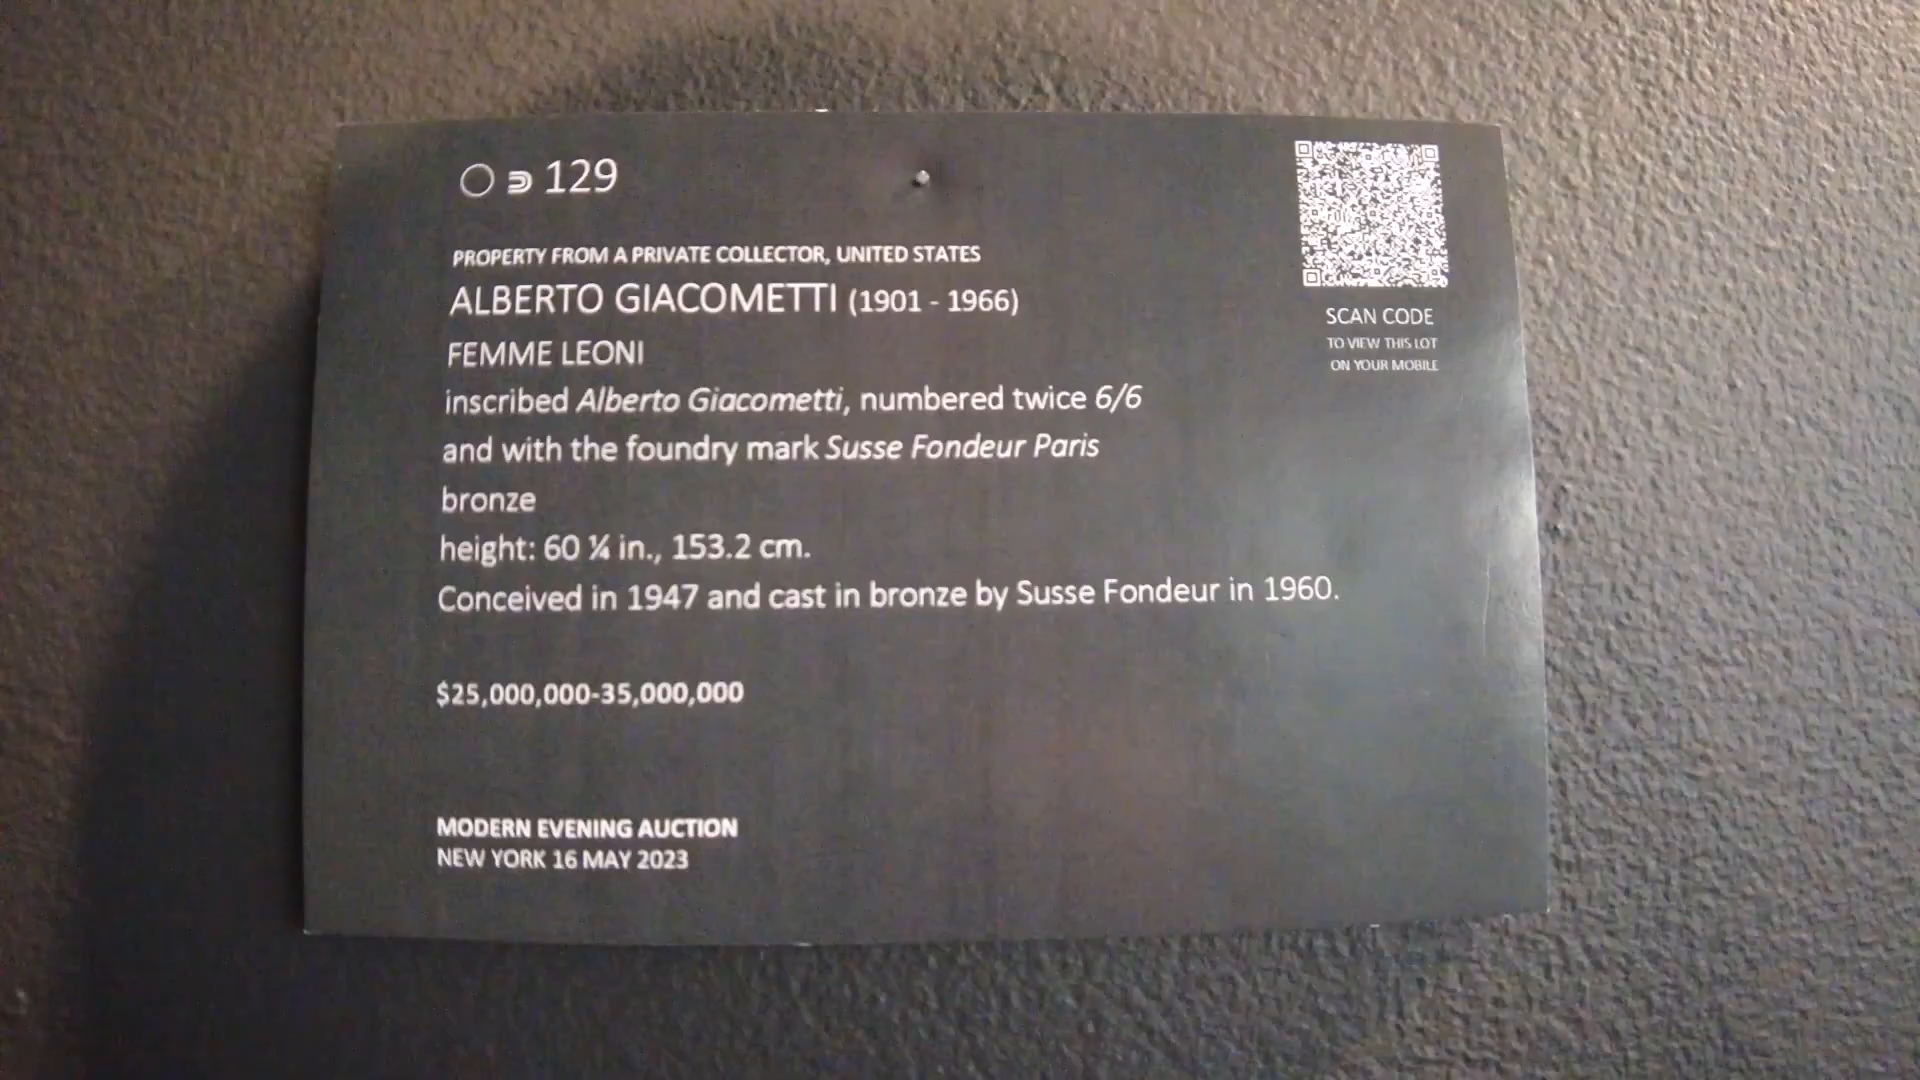 ○ ⊃ 129
PROPERTY FROM A PRIVATE COLLECTOR, UNITED STATES
ALBERTO GIACOMETTI (1901 - 1966)
FEMME LEONI
inscribed Alberto Giacometti, numbered twice 6/6
and with the foundry mark Susse Fondeur Paris
bronze
height: 60 ¼ in., 153.2 cm.
Conceived in 1947 and cast in bronze by Susse Fondeur in 1960.
$25,000,000-35,000,000
MODERN EVENING AUCTION
NEW YORK 16 MAY 2023
SCAN CODE
TO VIEW THIS LOT
ON YOUR MOBILE